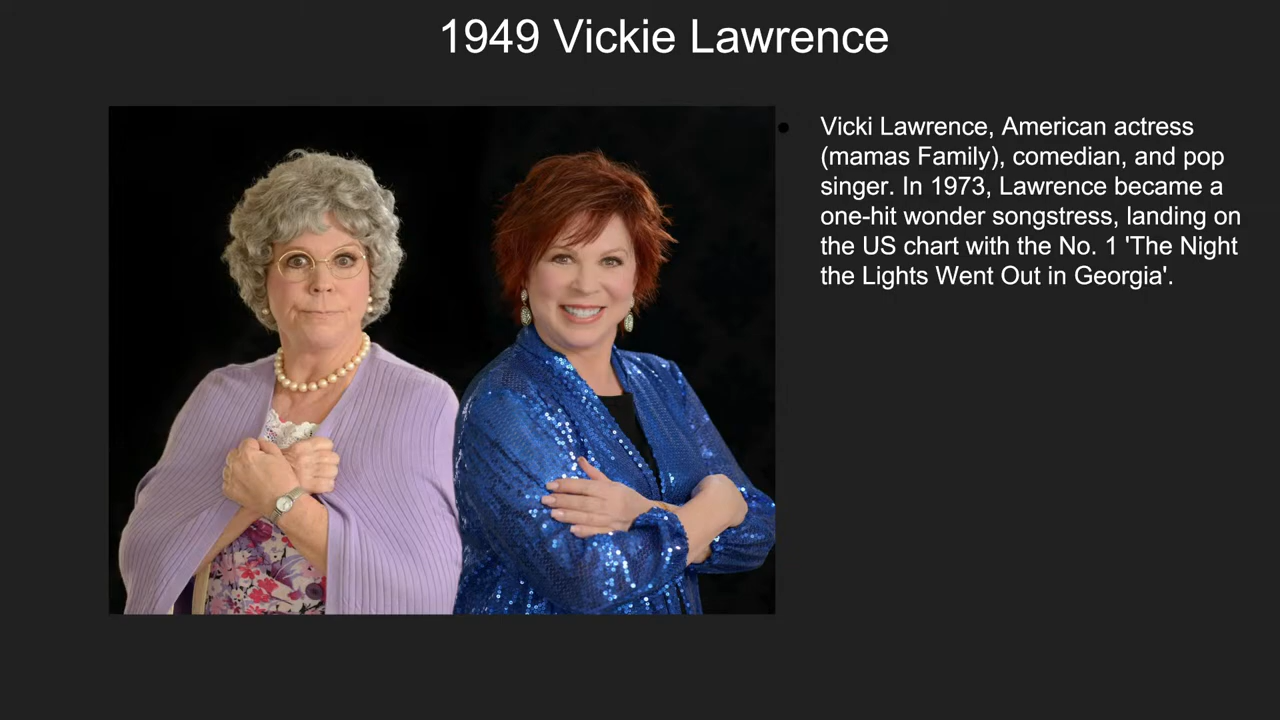 1949 Vickie Lawrence
Vicki Lawrence, American actress
(mamas Family), comedian, and pop
singer. In 1973, Lawrence became a
one-hit wonder songstress, landing on
the US chart with the No. 1 'The Night
the Lights Went Out in Georgia'.